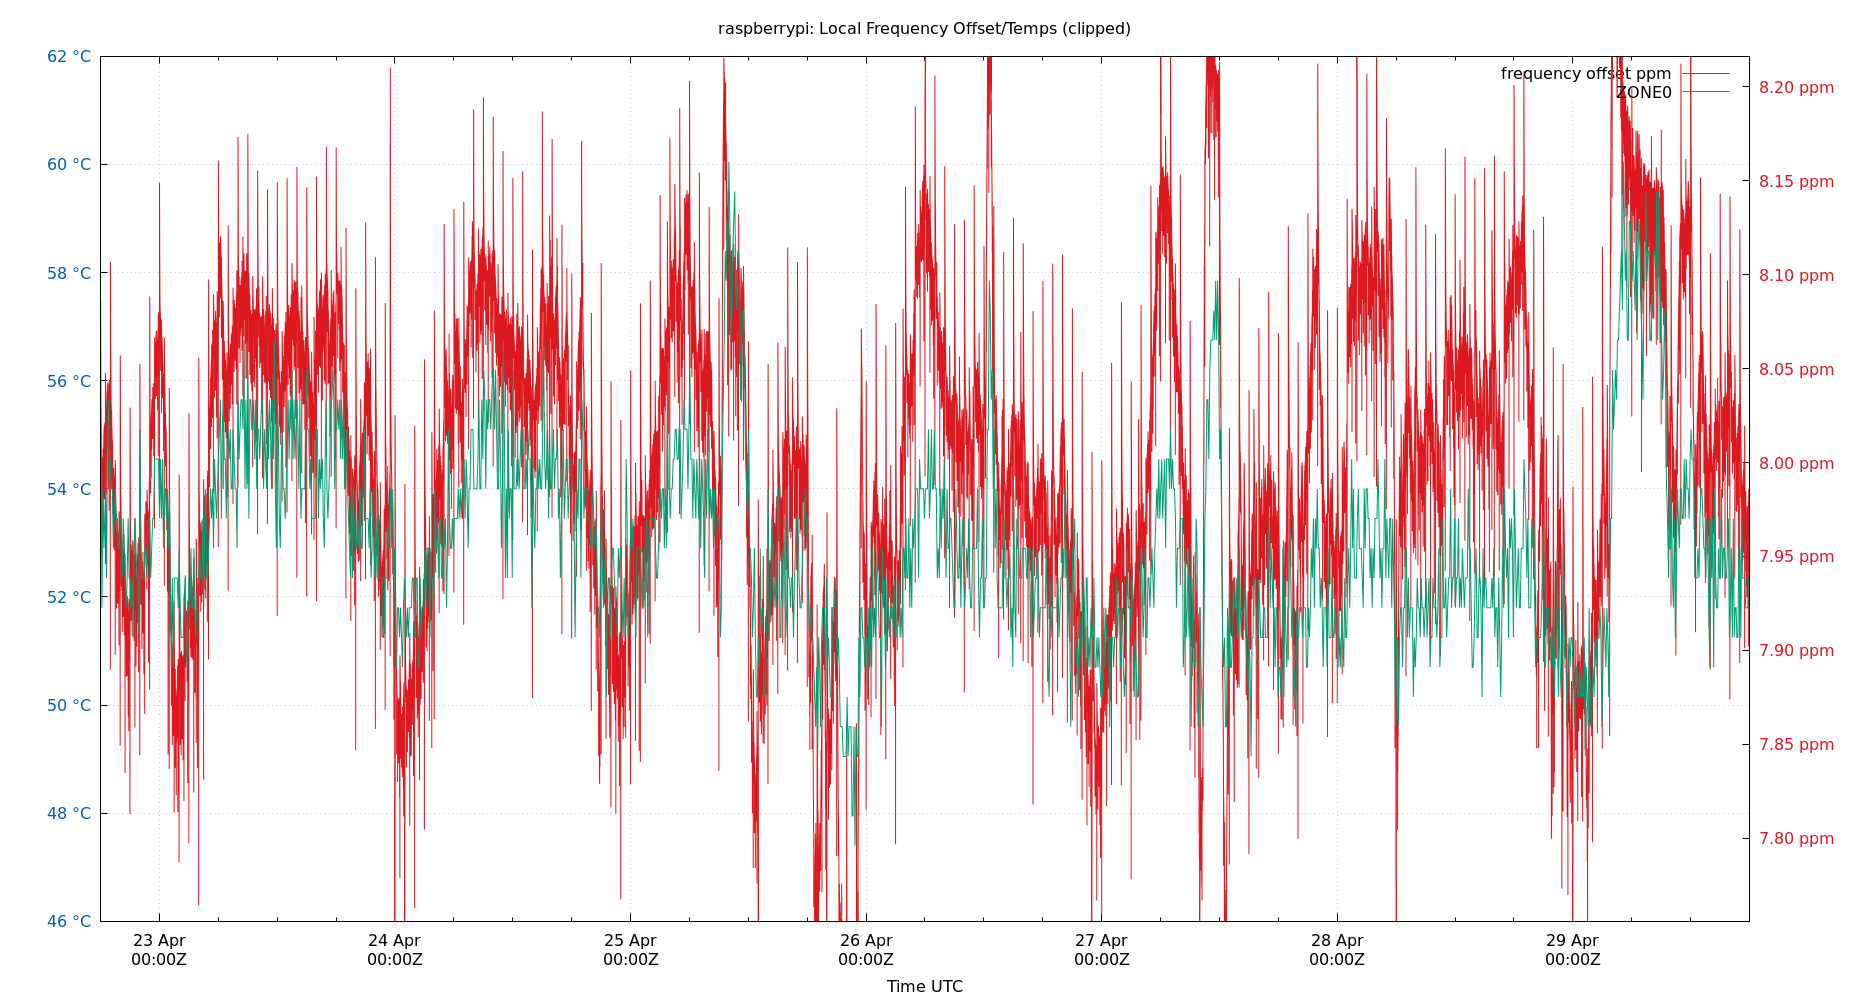 raspberrypi: Local Frequency Offset/Temps (clipped)
62 °C
60 °C
58 °C
56 °C
54 °C
52 °C
50 °C
48 °C
46 °C
frequency offset ppm
ZONE0
8.20 ppm
8.15 ppm
8.10 ppm
8.05 ppm
8.00 ppm
7.95 ppm
7.90 ppm
7.85 ppm
7.80 ppm
23 Apr
00:00Z
24 Apr
00:00Z
25 Apr
00:00Z
26 Apr
00:00Z
27 Apr
00:00Z
28 Apr
00:00Z
29 Apr
00:00Z
Time UTC